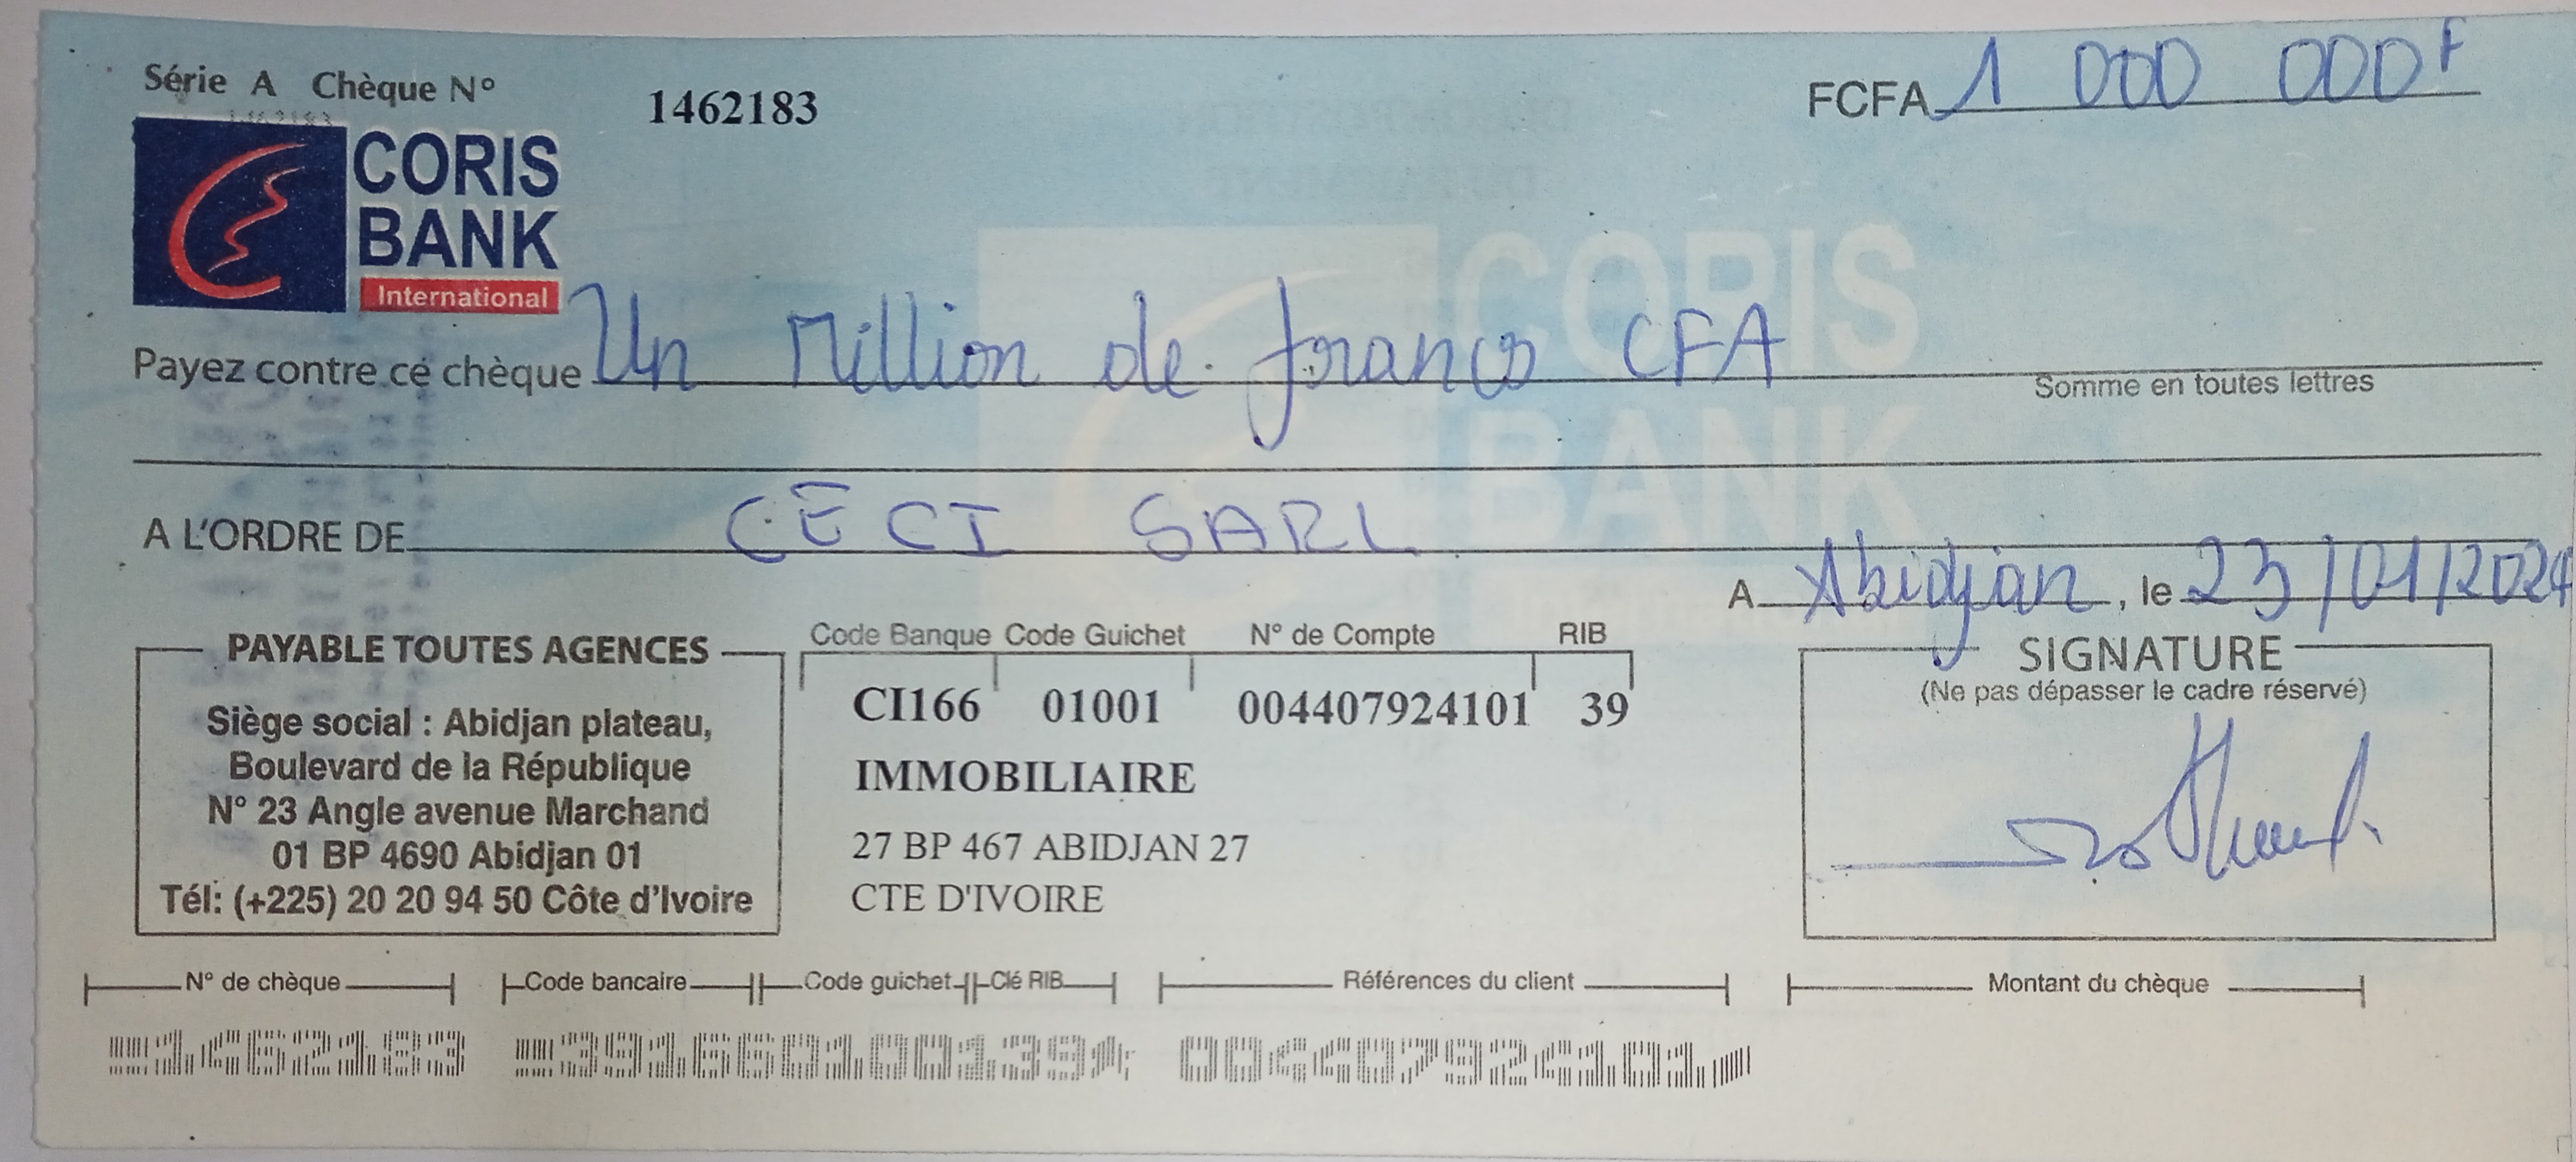 Série A Chèque N° 1462183
FCFA 1 000 000 F
CORIS
BANK
International
Payez contre ce chèque Un Million de francs CFA
Somme en toutes lettres
A L'ORDRE DE CECI SARL
A Abidjan, le 23/01/2024
PAYABLE TOUTES AGENCES
Siège social : Abidjan plateau,
Boulevard de la République
N° 23 Angle avenue Marchand
01 BP 4690 Abidjan 01
Tél: (+225) 20 20 94 50 Côte d'Ivoire
Code Banque Code Guichet N° de Compte RIB
CI166 01001 004407924101 39
IMMOBILIAIRE
27 BP 467 ABIDJAN 27
CTE D'IVOIRE
SIGNATURE
(Ne pas dépasser le cadre réservé)
N° de chèque Code bancaire Code guichet Clé RIB Références du client Montant du chèque
1462183 391660100139 004407924101